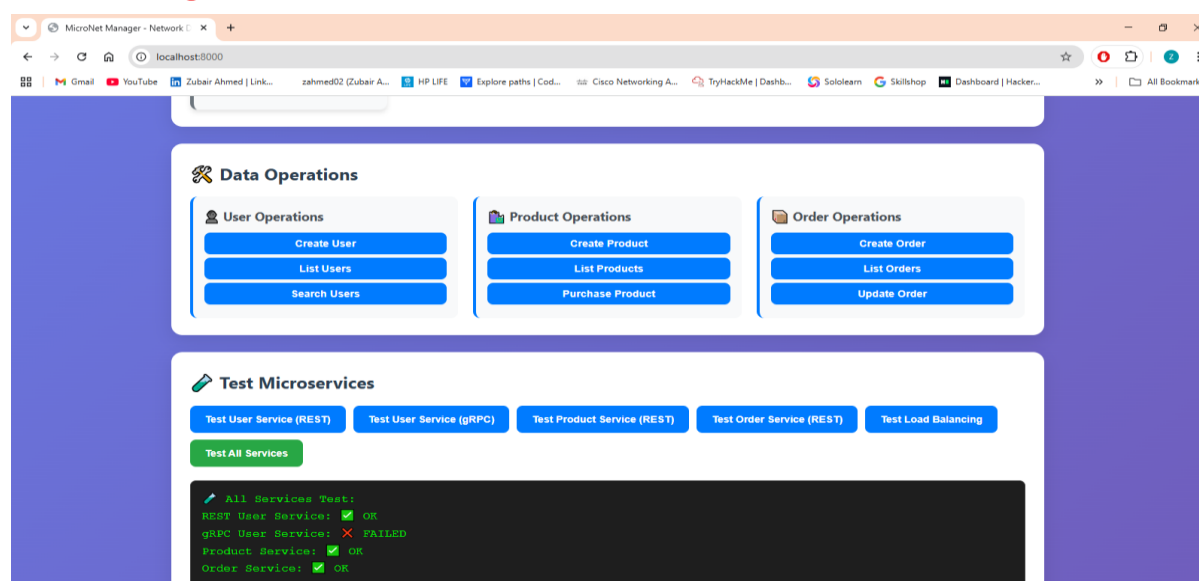 MicroNet Manager - Network D
localhost:8000
Gmail
YouTube
Zubair Ahmed | Link...
zahmed02 (Zubair A...
HP LIFE
Explore paths | Cod...
Cisco Networking A...
TryHackMe | Dashb...
Sololearn
Skillshop
Dashboard | Hacker...
All Bookmark
Data Operations
User Operations
Create User
List Users
Search Users
Product Operations
Create Product
List Products
Purchase Product
Order Operations
Create Order
List Orders
Update Order
Test Microservices
Test User Service (REST)
Test User Service (gRPC)
Test Product Service (REST)
Test Order Service (REST)
Test Load Balancing
Test All Services
All Services Test:
REST User Service: ✅ OK
gRPC User Service: ❌ FAILED
Product Service: ✅ OK
Order Service: ✅ OK